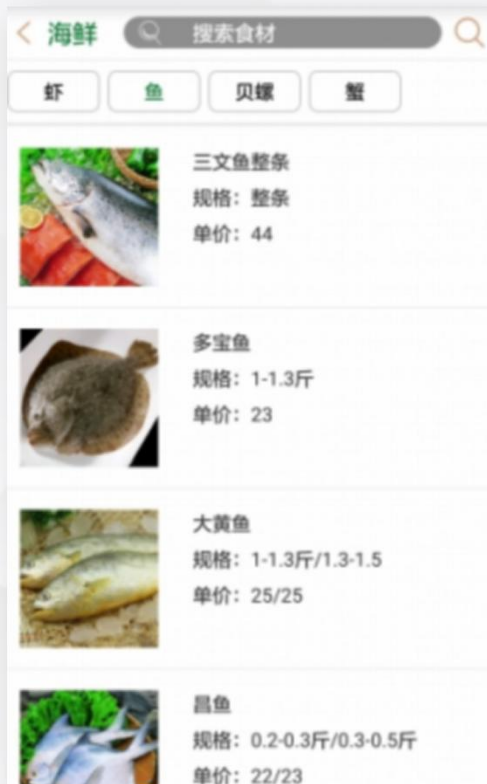 海鲜
搜索食材
虾 鱼 贝螺 蟹
三文鱼整条
规格：整条
单价：44
多宝鱼
规格：1-1.3斤
单价：23
大黄鱼
规格：1-1.3斤/1.3-1.5
单价：25/25
昌鱼
规格：0.2-0.3斤/0.3-0.5斤
单价：22/23